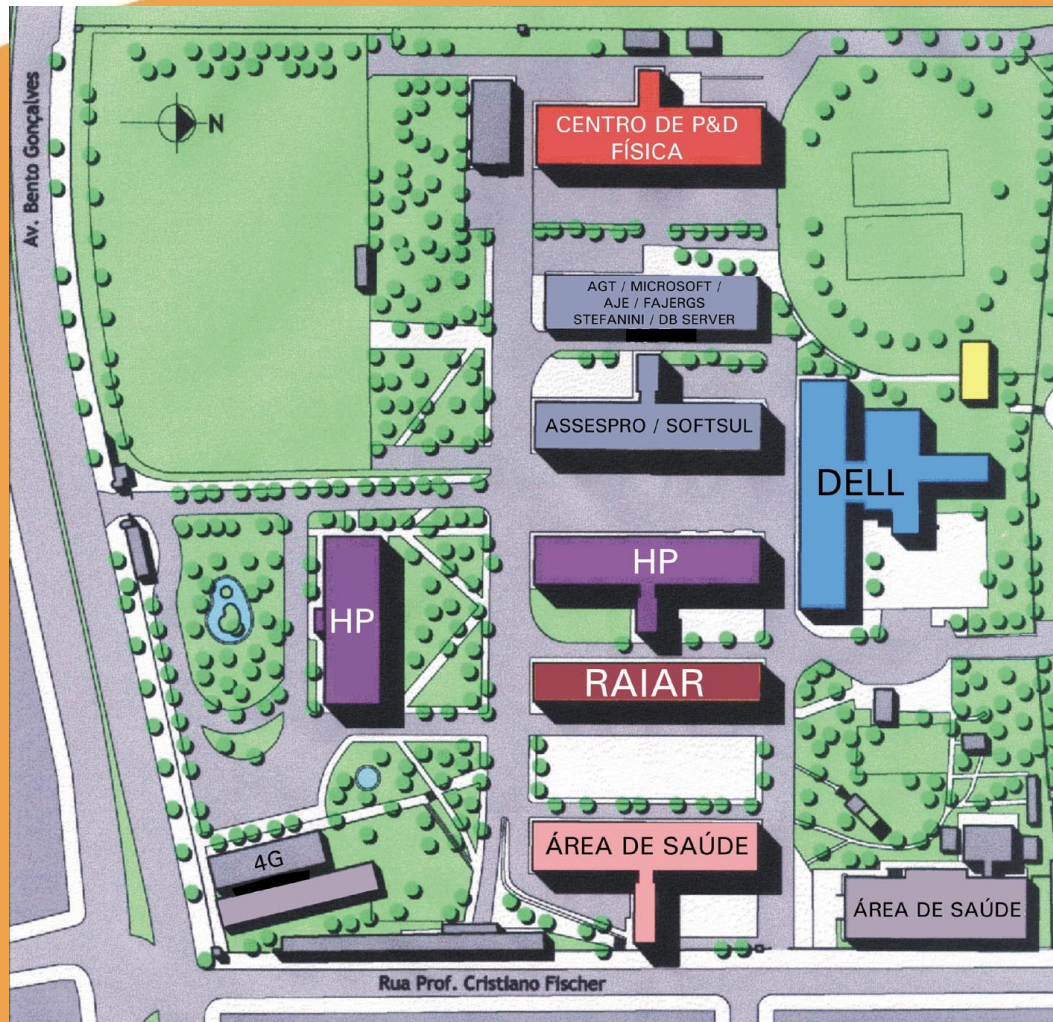 Av. Bento Gonçalves
N
CENTRO DE P&D
FÍSICA
AGT / MICROSOFT /
AJE / FAJERGS
STEFANINI / DB SERVER
ASSESPRO / SOFTSUL
DELL
HP
HP
RAIAR
ÁREA DE SAÚDE
4G
ÁREA DE SAÚDE
Rua Prof. Cristiano Fischer